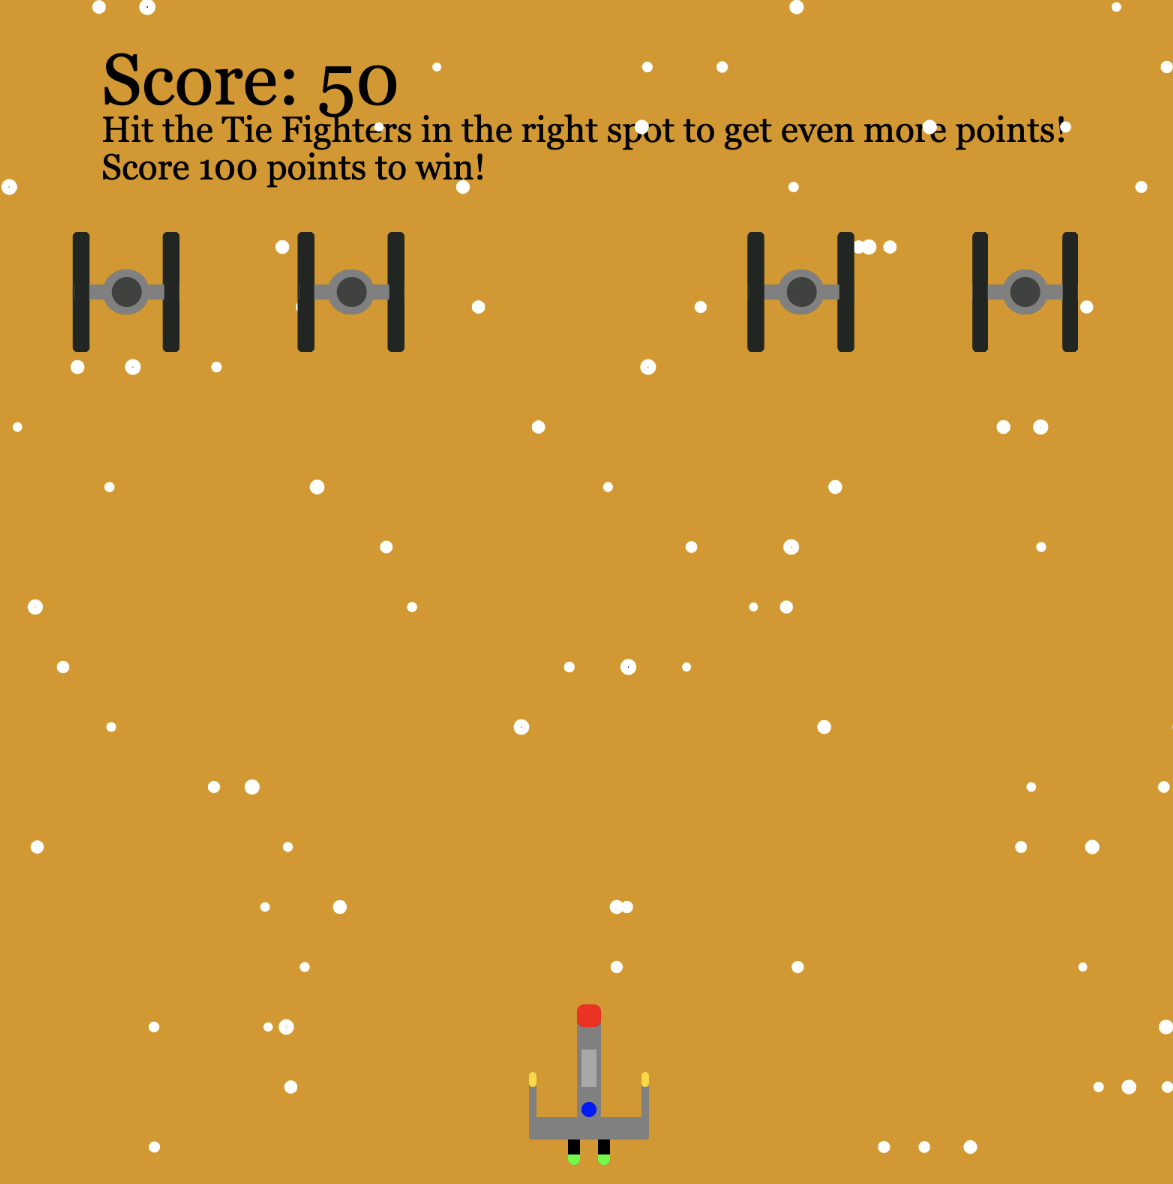 Score: 50
Hit the Tie Fighters in the right spot to get even more points!
Score 100 points to win!